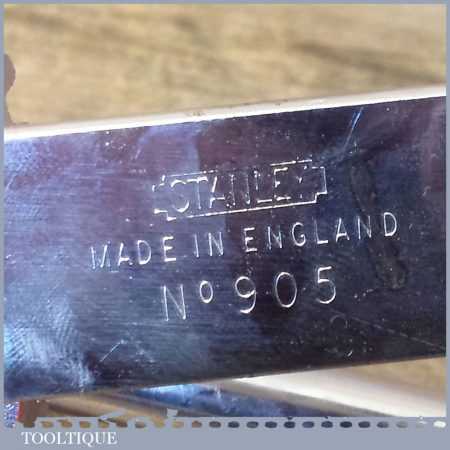 STANLEY
MADE IN ENGLAND
Nº 905
TOOLTIQUE